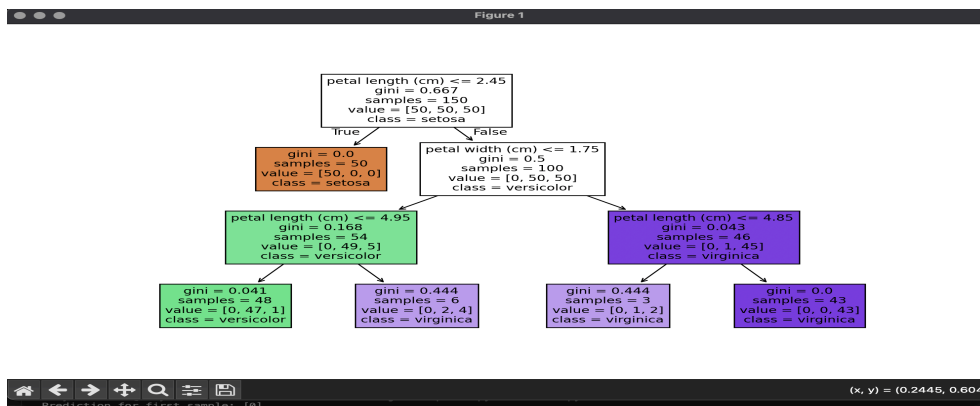 Figure 1
petal length (cm) <= 2.45
gini = 0.667
samples = 150
value = [50, 50, 50]
class = setosa
True
False
gini = 0.0
samples = 50
value = [50, 0, 0]
class = setosa
petal width (cm) <= 1.75
gini = 0.5
samples = 100
value = [0, 50, 50]
class = versicolor
petal length (cm) <= 4.95
gini = 0.168
samples = 54
value = [0, 49, 5]
class = versicolor
petal length (cm) <= 4.85
gini = 0.043
samples = 46
value = [0, 1, 45]
class = virginica
gini = 0.041
samples = 48
value = [0, 47, 1]
class = versicolor
gini = 0.444
samples = 6
value = [0, 2, 4]
class = virginica
gini = 0.444
samples = 3
value = [0, 1, 2]
class = virginica
gini = 0.0
samples = 43
value = [0, 0, 43]
class = virginica
(x, y) = (0.2445, 0.604
Prediction for first sample: [0]